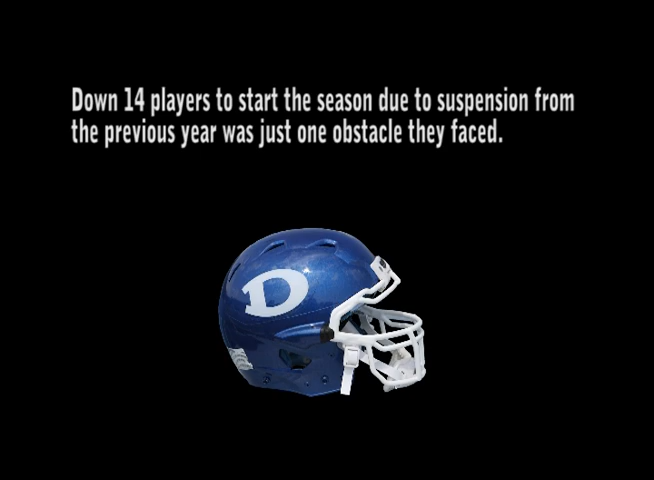 Down 14 players to start the season due to suspension from
the previous year was just one obstacle they faced.
D